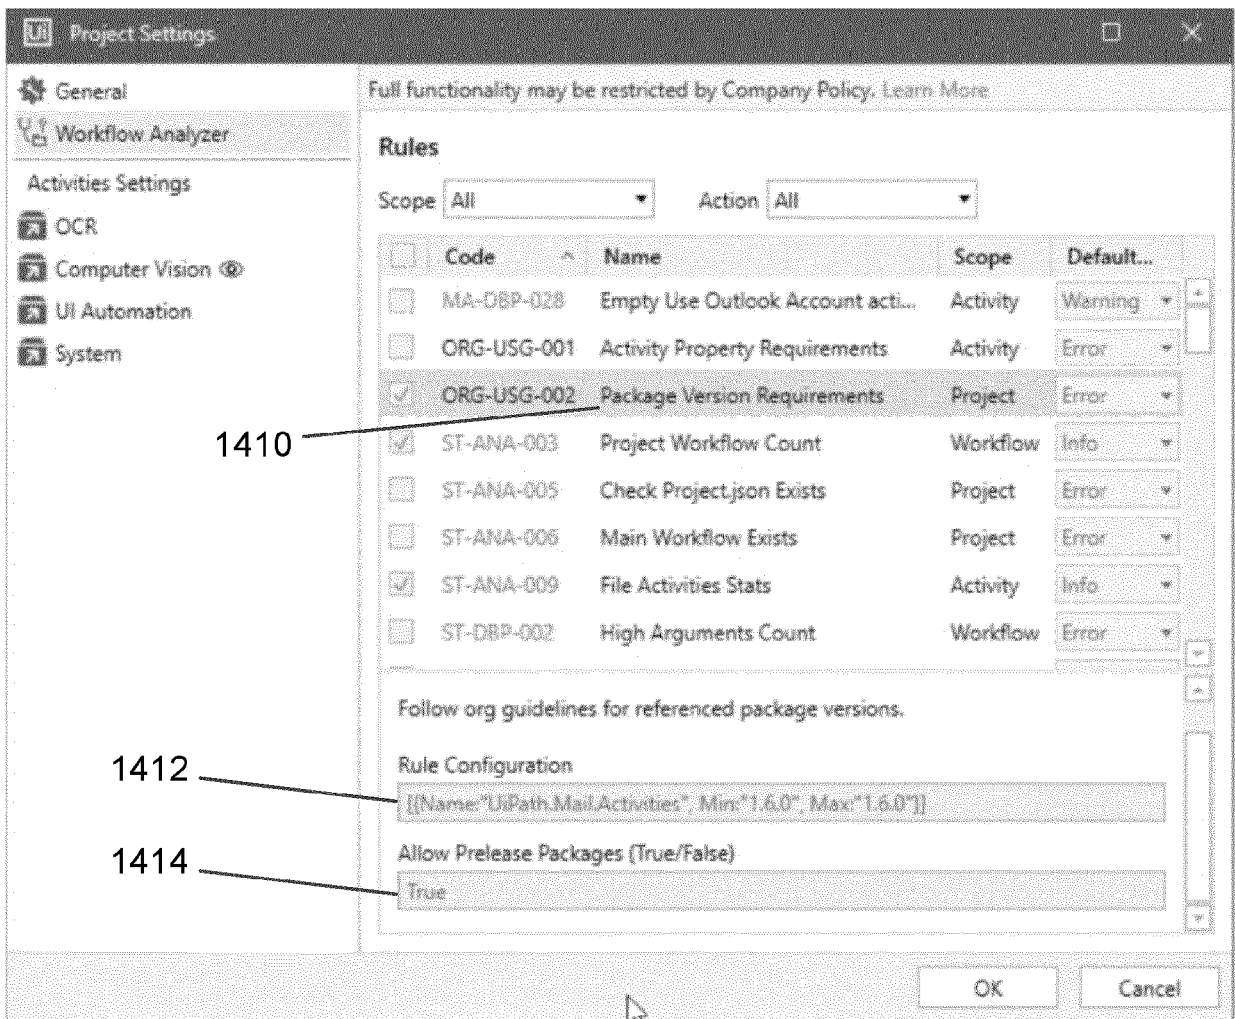 Ui Project Settings
General
Workflow Analyzer
Activities Settings
OCR
Computer Vision
UI Automation
System
Full functionality may be restricted by Company Policy. Learn More
Rules
Scope All Action All
Code Name Scope Default...
MA-DBP-028 Empty Use Outlook Account acti... Activity Warning
ORG-USG-001 Activity Property Requirements Activity Error
ORG-USG-002 Package Version Requirements Project Error
1410
ST-ANA-003 Project Workflow Count Workflow Info
ST-ANA-005 Check Project.json Exists Project Error
ST-ANA-006 Main Workflow Exists Project Error
ST-ANA-009 File Activities Stats Activity Info
ST-DBP-002 High Arguments Count Workflow Error
Follow org guidelines for referenced package versions.
1412
Rule Configuration
[{Name:"UiPath.Mail.Activities", Min:"1.6.0", Max:"1.6.0"}]
1414
Allow Prelease Packages (True/False)
True
OK Cancel